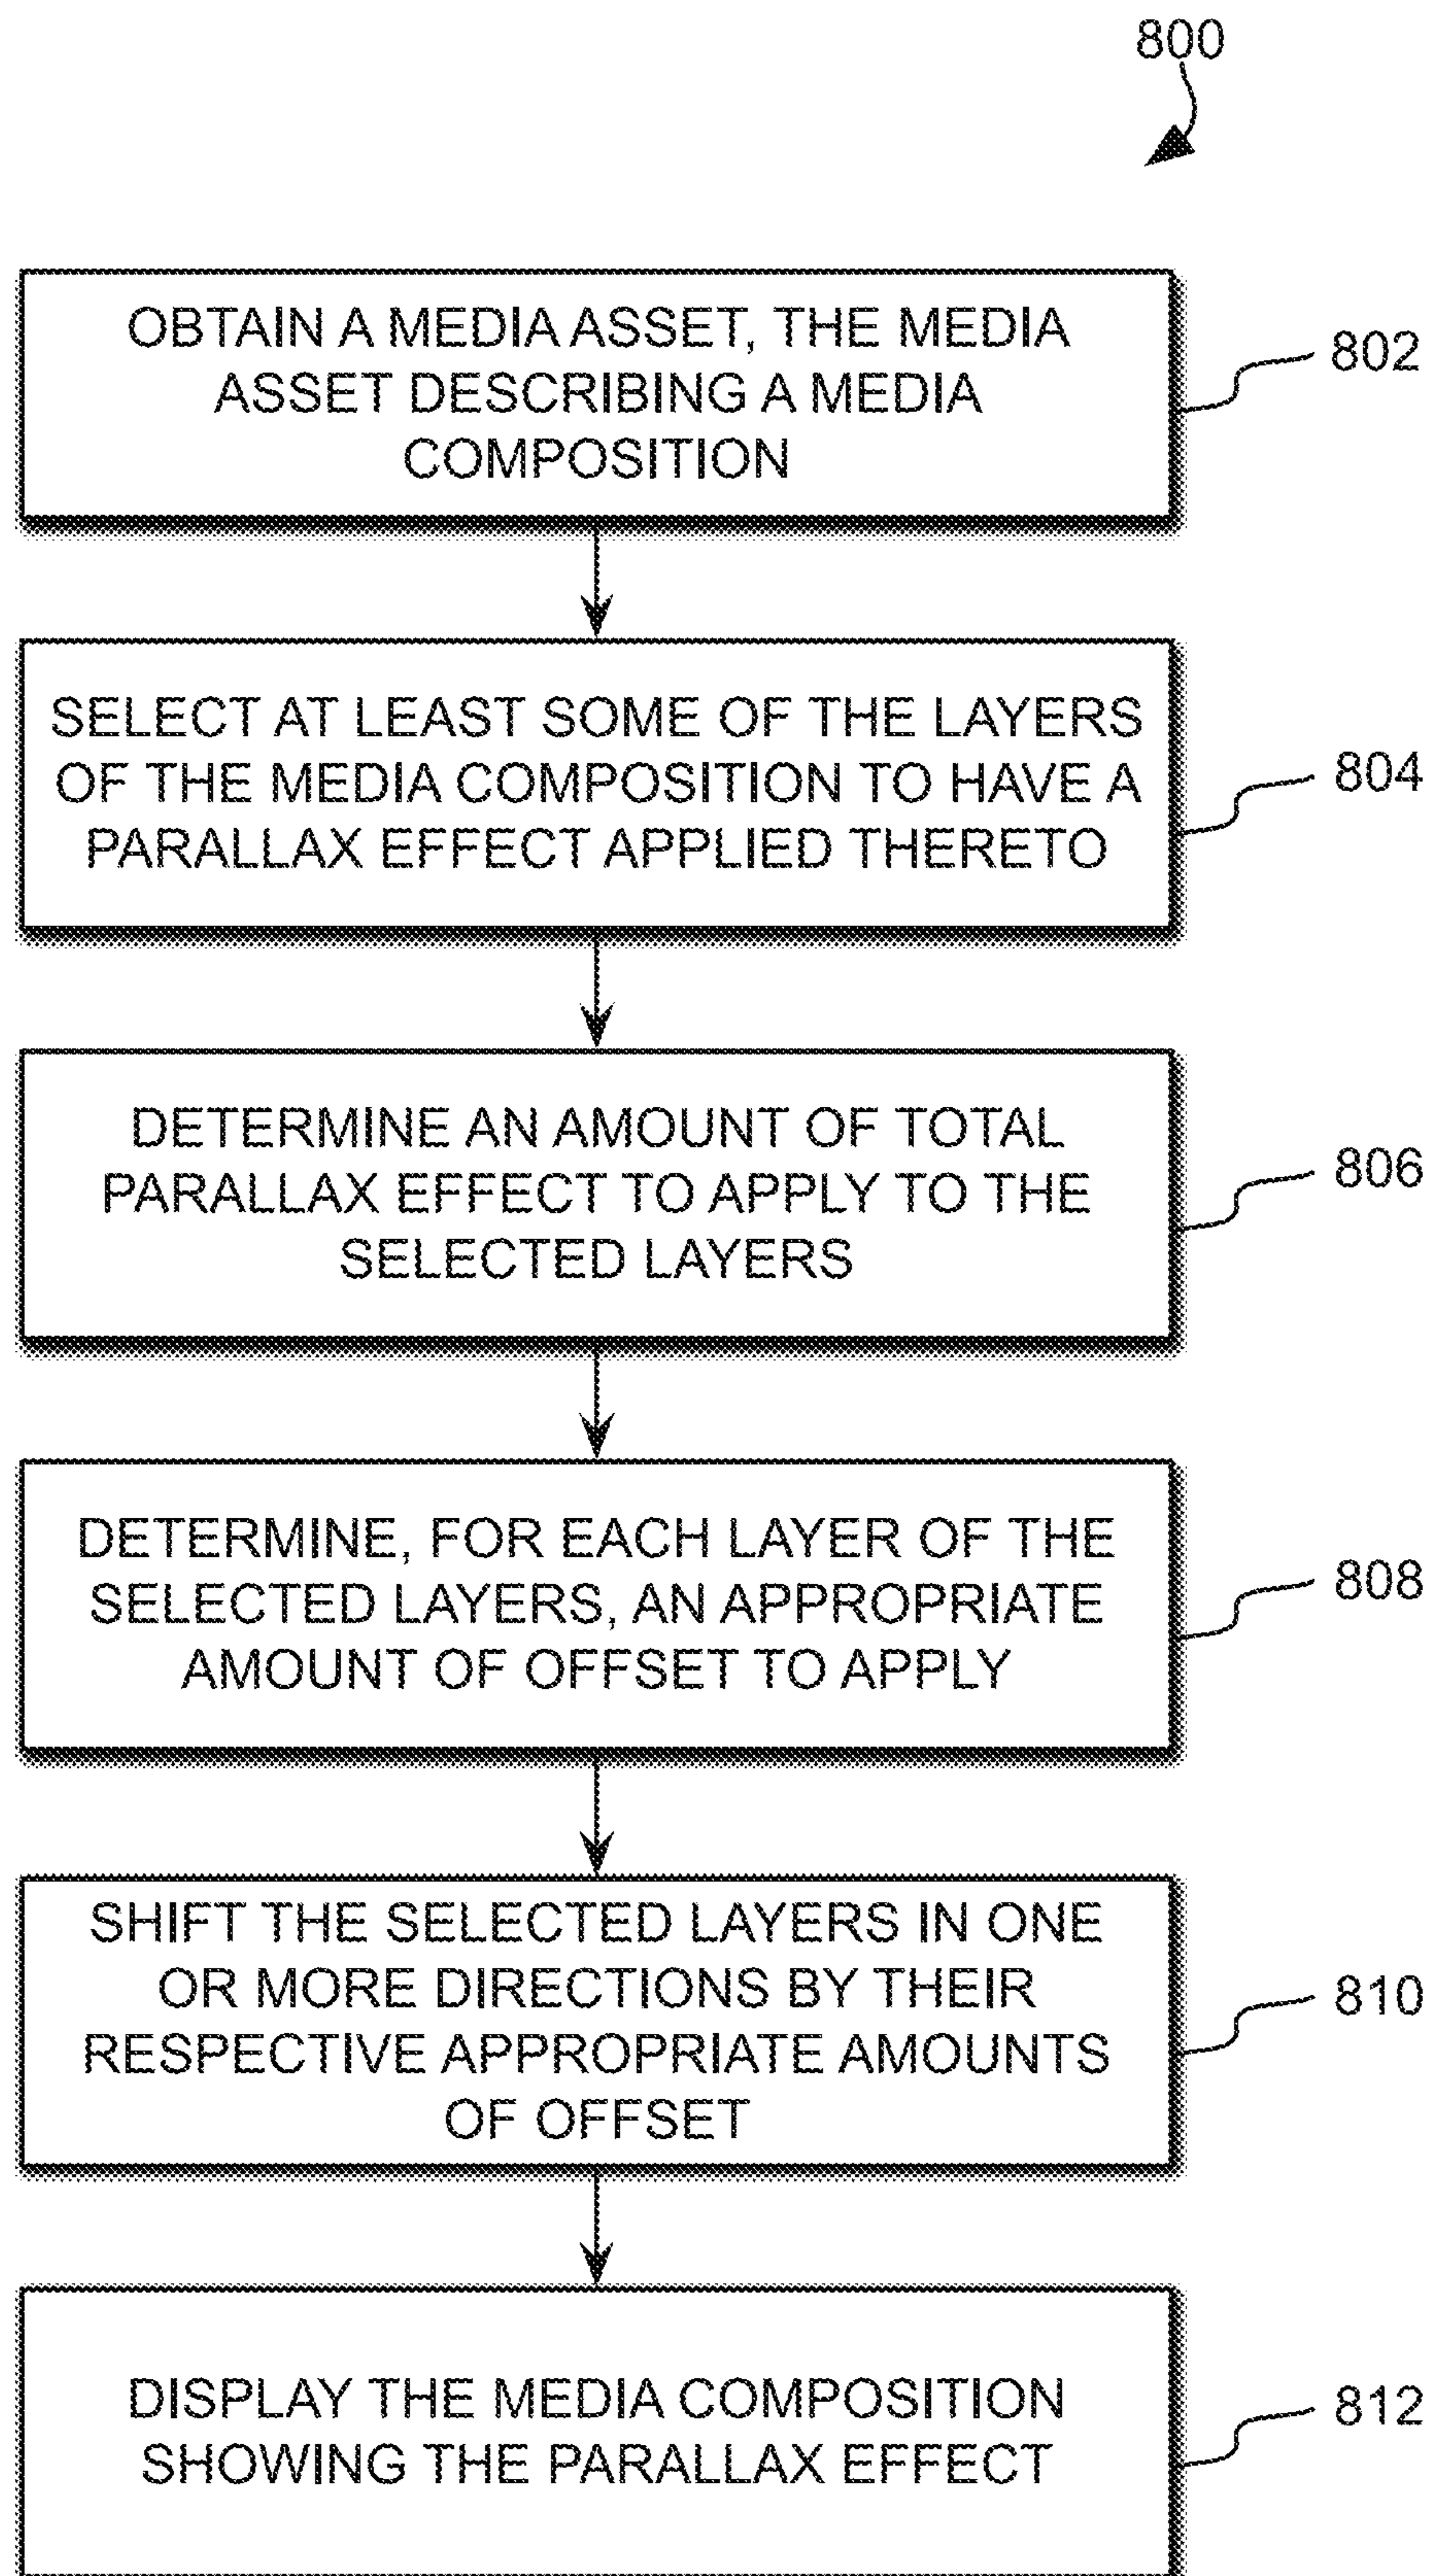 800
OBTAIN A MEDIA ASSET, THE MEDIA
ASSET DESCRIBING A MEDIA
COMPOSITION
802
SELECT AT LEAST SOME OF THE LAYERS
OF THE MEDIA COMPOSITION TO HAVE A
PARALLAX EFFECT APPLIED THERETO
804
DETERMINE AN AMOUNT OF TOTAL
PARALLAX EFFECT TO APPLY TO THE
SELECTED LAYERS
806
DETERMINE, FOR EACH LAYER OF THE
SELECTED LAYERS, AN APPROPRIATE
AMOUNT OF OFFSET TO APPLY
808
SHIFT THE SELECTED LAYERS IN ONE
OR MORE DIRECTIONS BY THEIR
RESPECTIVE APPROPRIATE AMOUNTS
OF OFFSET
810
DISPLAY THE MEDIA COMPOSITION
SHOWING THE PARALLAX EFFECT
812